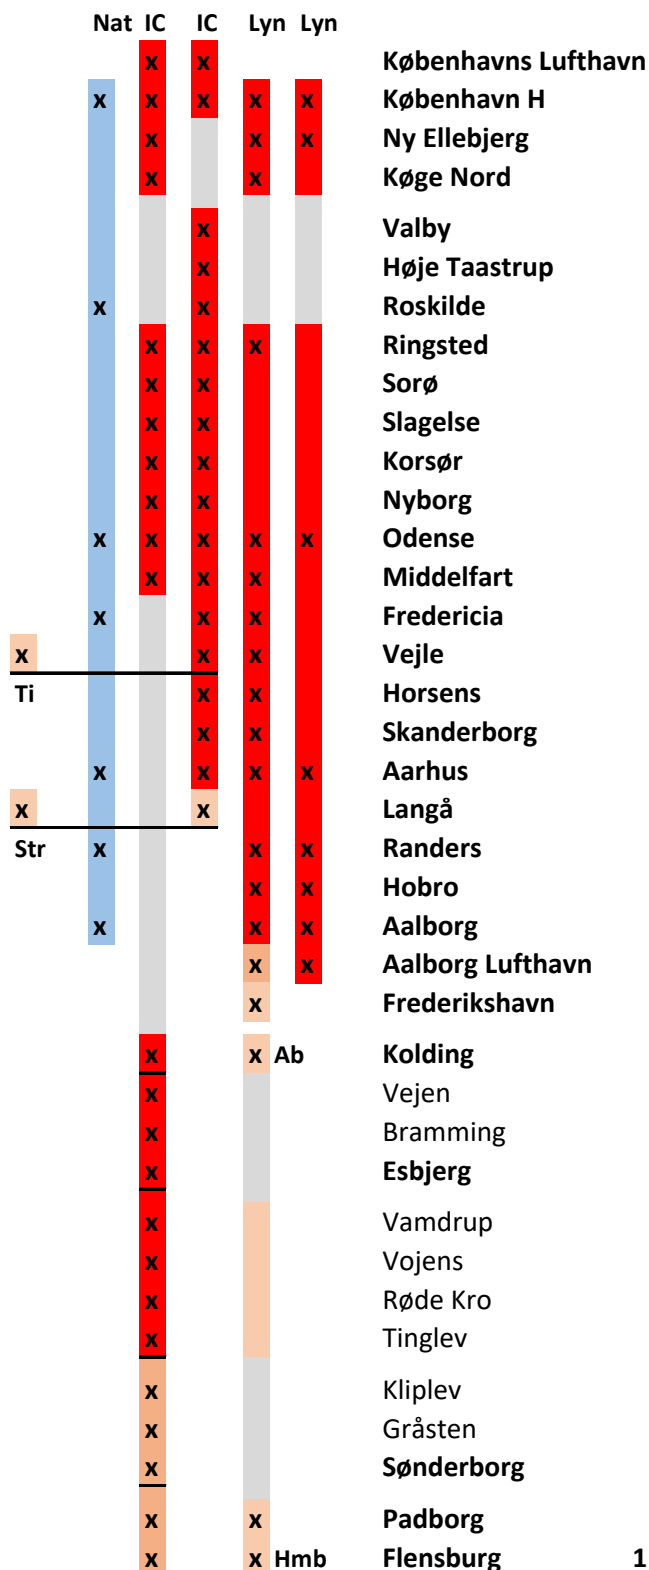 Nat IC IC Lyn Lyn
x x Københavns Lufthavn
x x x x x København H
x x x Ny Ellebjerg
x x Køge Nord
x Valby
x Høje Taastrup
x x Roskilde
x x x Ringsted
x x Sorø
x x Slagelse
x x Korsør
x x Nyborg
x x x x x Odense
x x x Middelfart
x x x Fredericia
x x x Vejle
Ti x x Horsens
x x Skanderborg
x x x x Aarhus
x x Langå
Str x x x Randers
x x Hobro
x x x Aalborg
x x Aalborg Lufthavn
x Frederikshavn
x x Ab Kolding
x Vejen
x Bramming
x Esbjerg
x Vamdrup
x Vojens
x Røde Kro
x Tinglev
x Kliplev
x Gråsten
x Sønderborg
x x Padborg
x x Hmb Flensburg 1